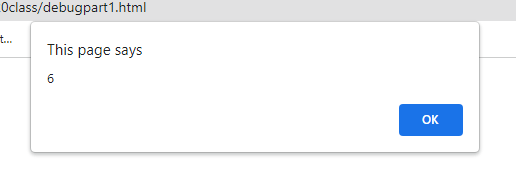 0class/debugpart1.html
t...
This page says
6
OK